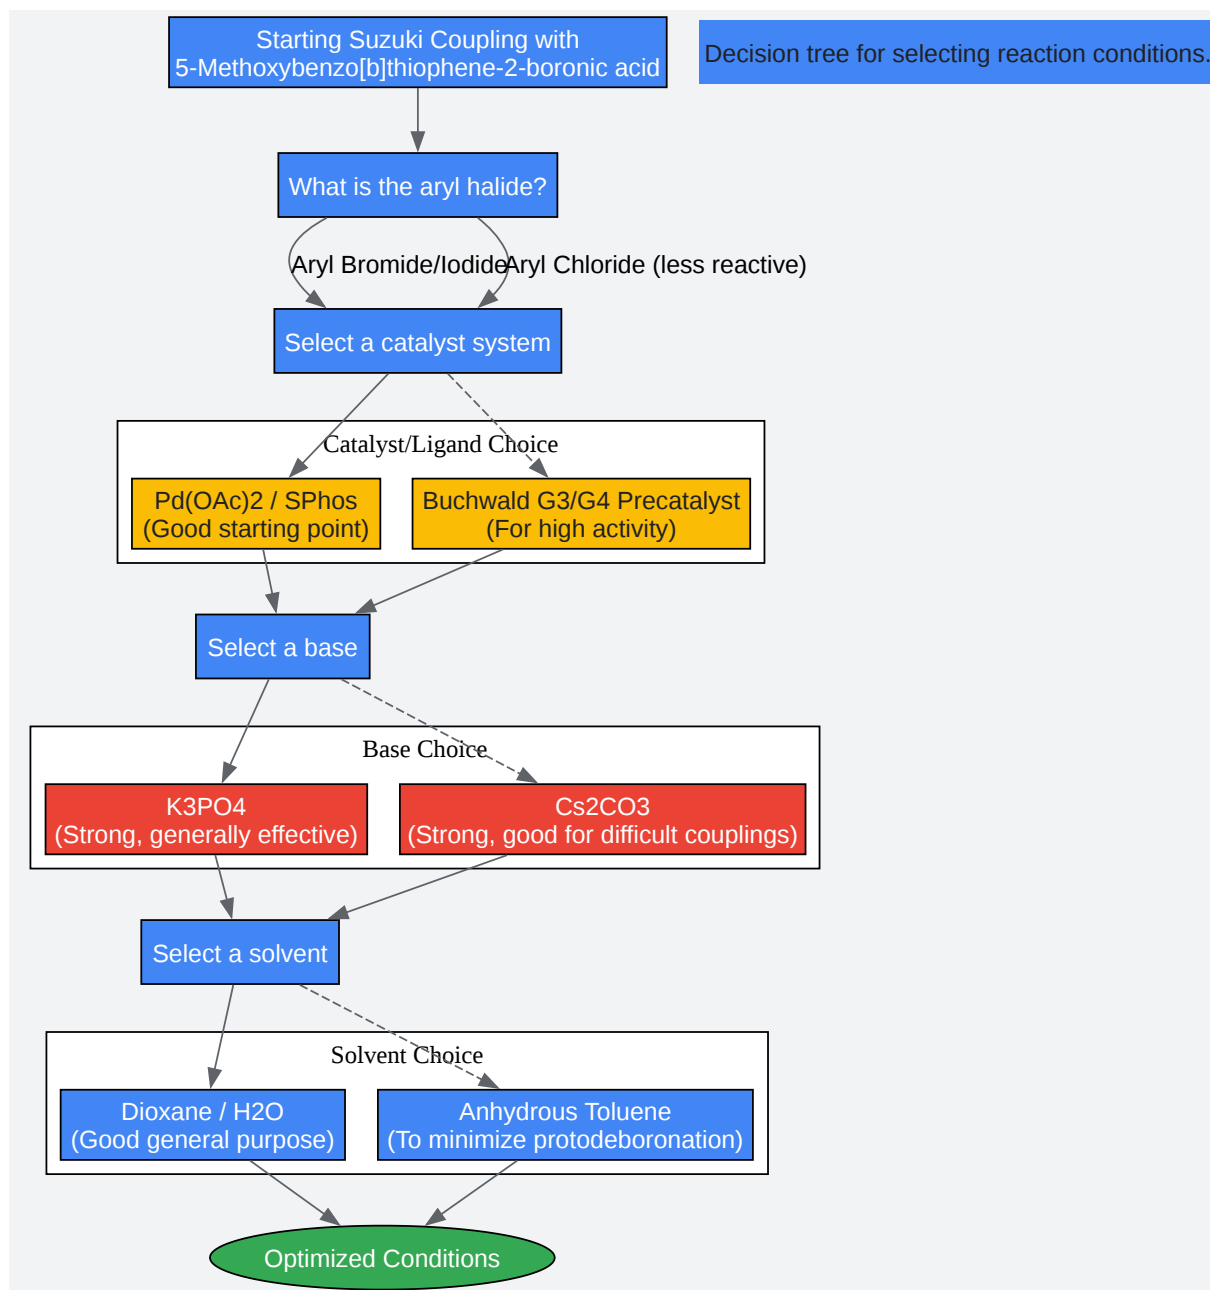 Starting Suzuki Coupling with
5-Methoxybenzo[b]thiophene-2-boronic acid
Decision tree for selecting reaction conditions.
What is the aryl halide?
Aryl Bromide/Iodide
Aryl Chloride (less reactive)
Select a catalyst system
Catalyst/Ligand Choice
Pd(OAc)2 / SPhos
(Good starting point)
Buchwald G3/G4 Precatalyst
(For high activity)
Select a base
Base Choice
K3PO4
(Strong, generally effective)
Cs2CO3
(Strong, good for difficult couplings)
Select a solvent
Solvent Choice
Dioxane / H2O
(Good general purpose)
Anhydrous Toluene
(To minimize protodeboronation)
Optimized Conditions